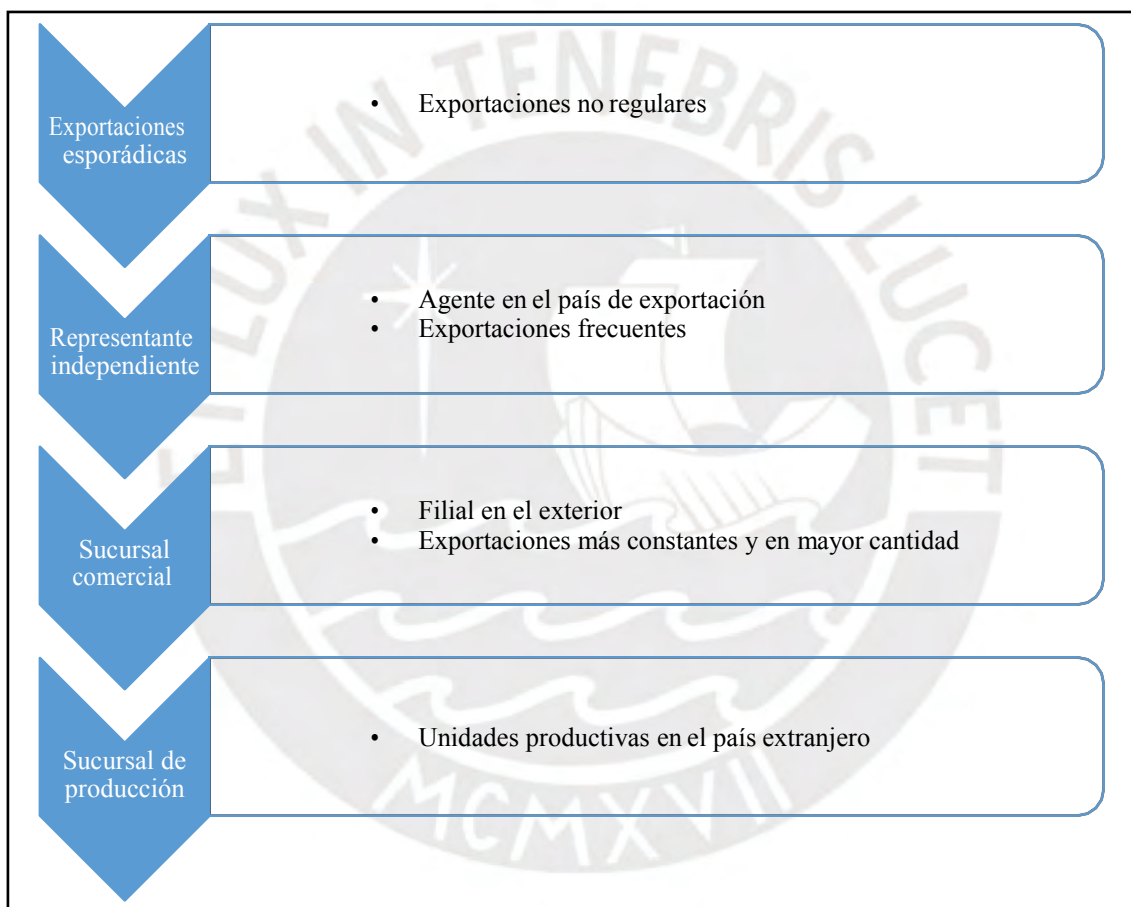 Exportaciones
esporádicas
• Exportaciones no regulares
Representante
independiente
• Agente en el país de exportación
• Exportaciones frecuentes
Sucursal
comercial
• Filial en el exterior
• Exportaciones más constantes y en mayor cantidad
Sucursal de
producción
• Unidades productivas en el país extranjero
ET LUX IN TENEBRIS LUCET
MCMXVII